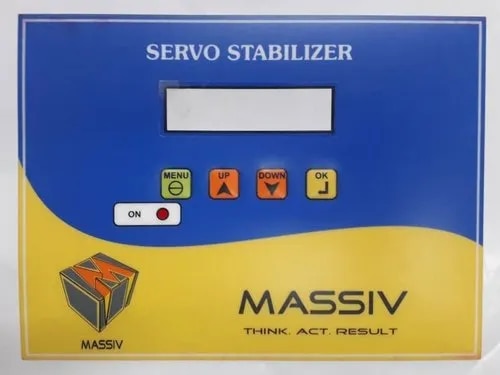 SERVO STABILIZER
MENU UP DOWN OK
ON
M
MASSIV
MASSIV
THINK. ACT. RESULT